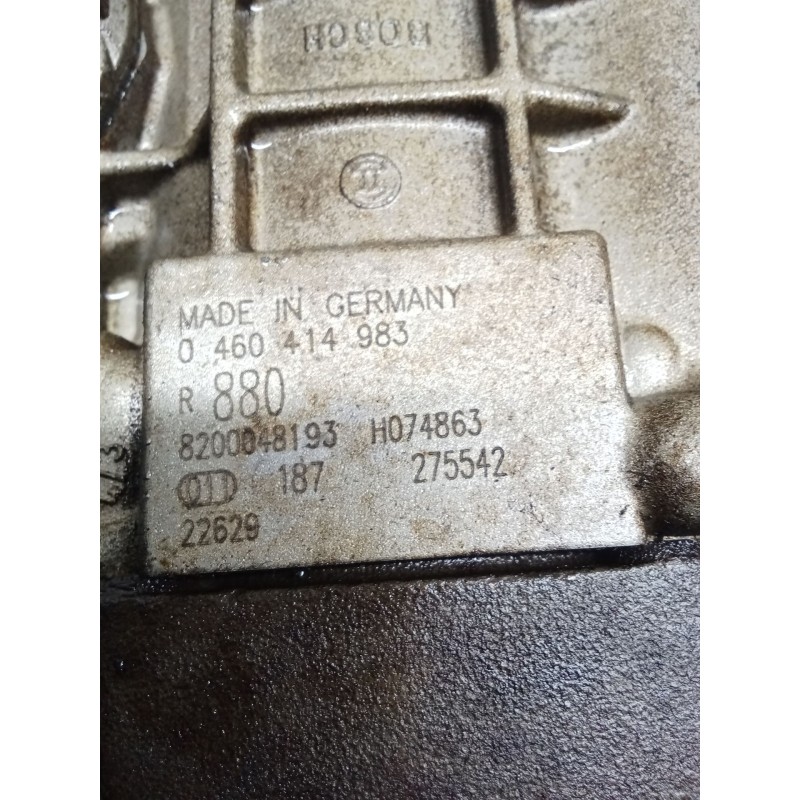 BOSCH
MADE IN GERMANY
0 460 414 983
R 880
8200048193 H074863
187 275542
22629